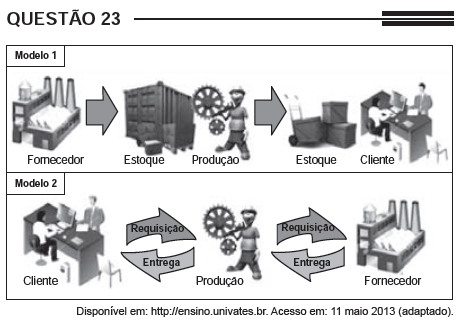 QUESTÃO 23
Modelo 1
Fornecedor Estoque Produção Estoque Cliente
Modelo 2
Requisição Requisição
Entrega Entrega
Cliente Produção Fornecedor
Disponível em: http://ensino.univates.br. Acesso em: 11 maio 2013 (adaptado).